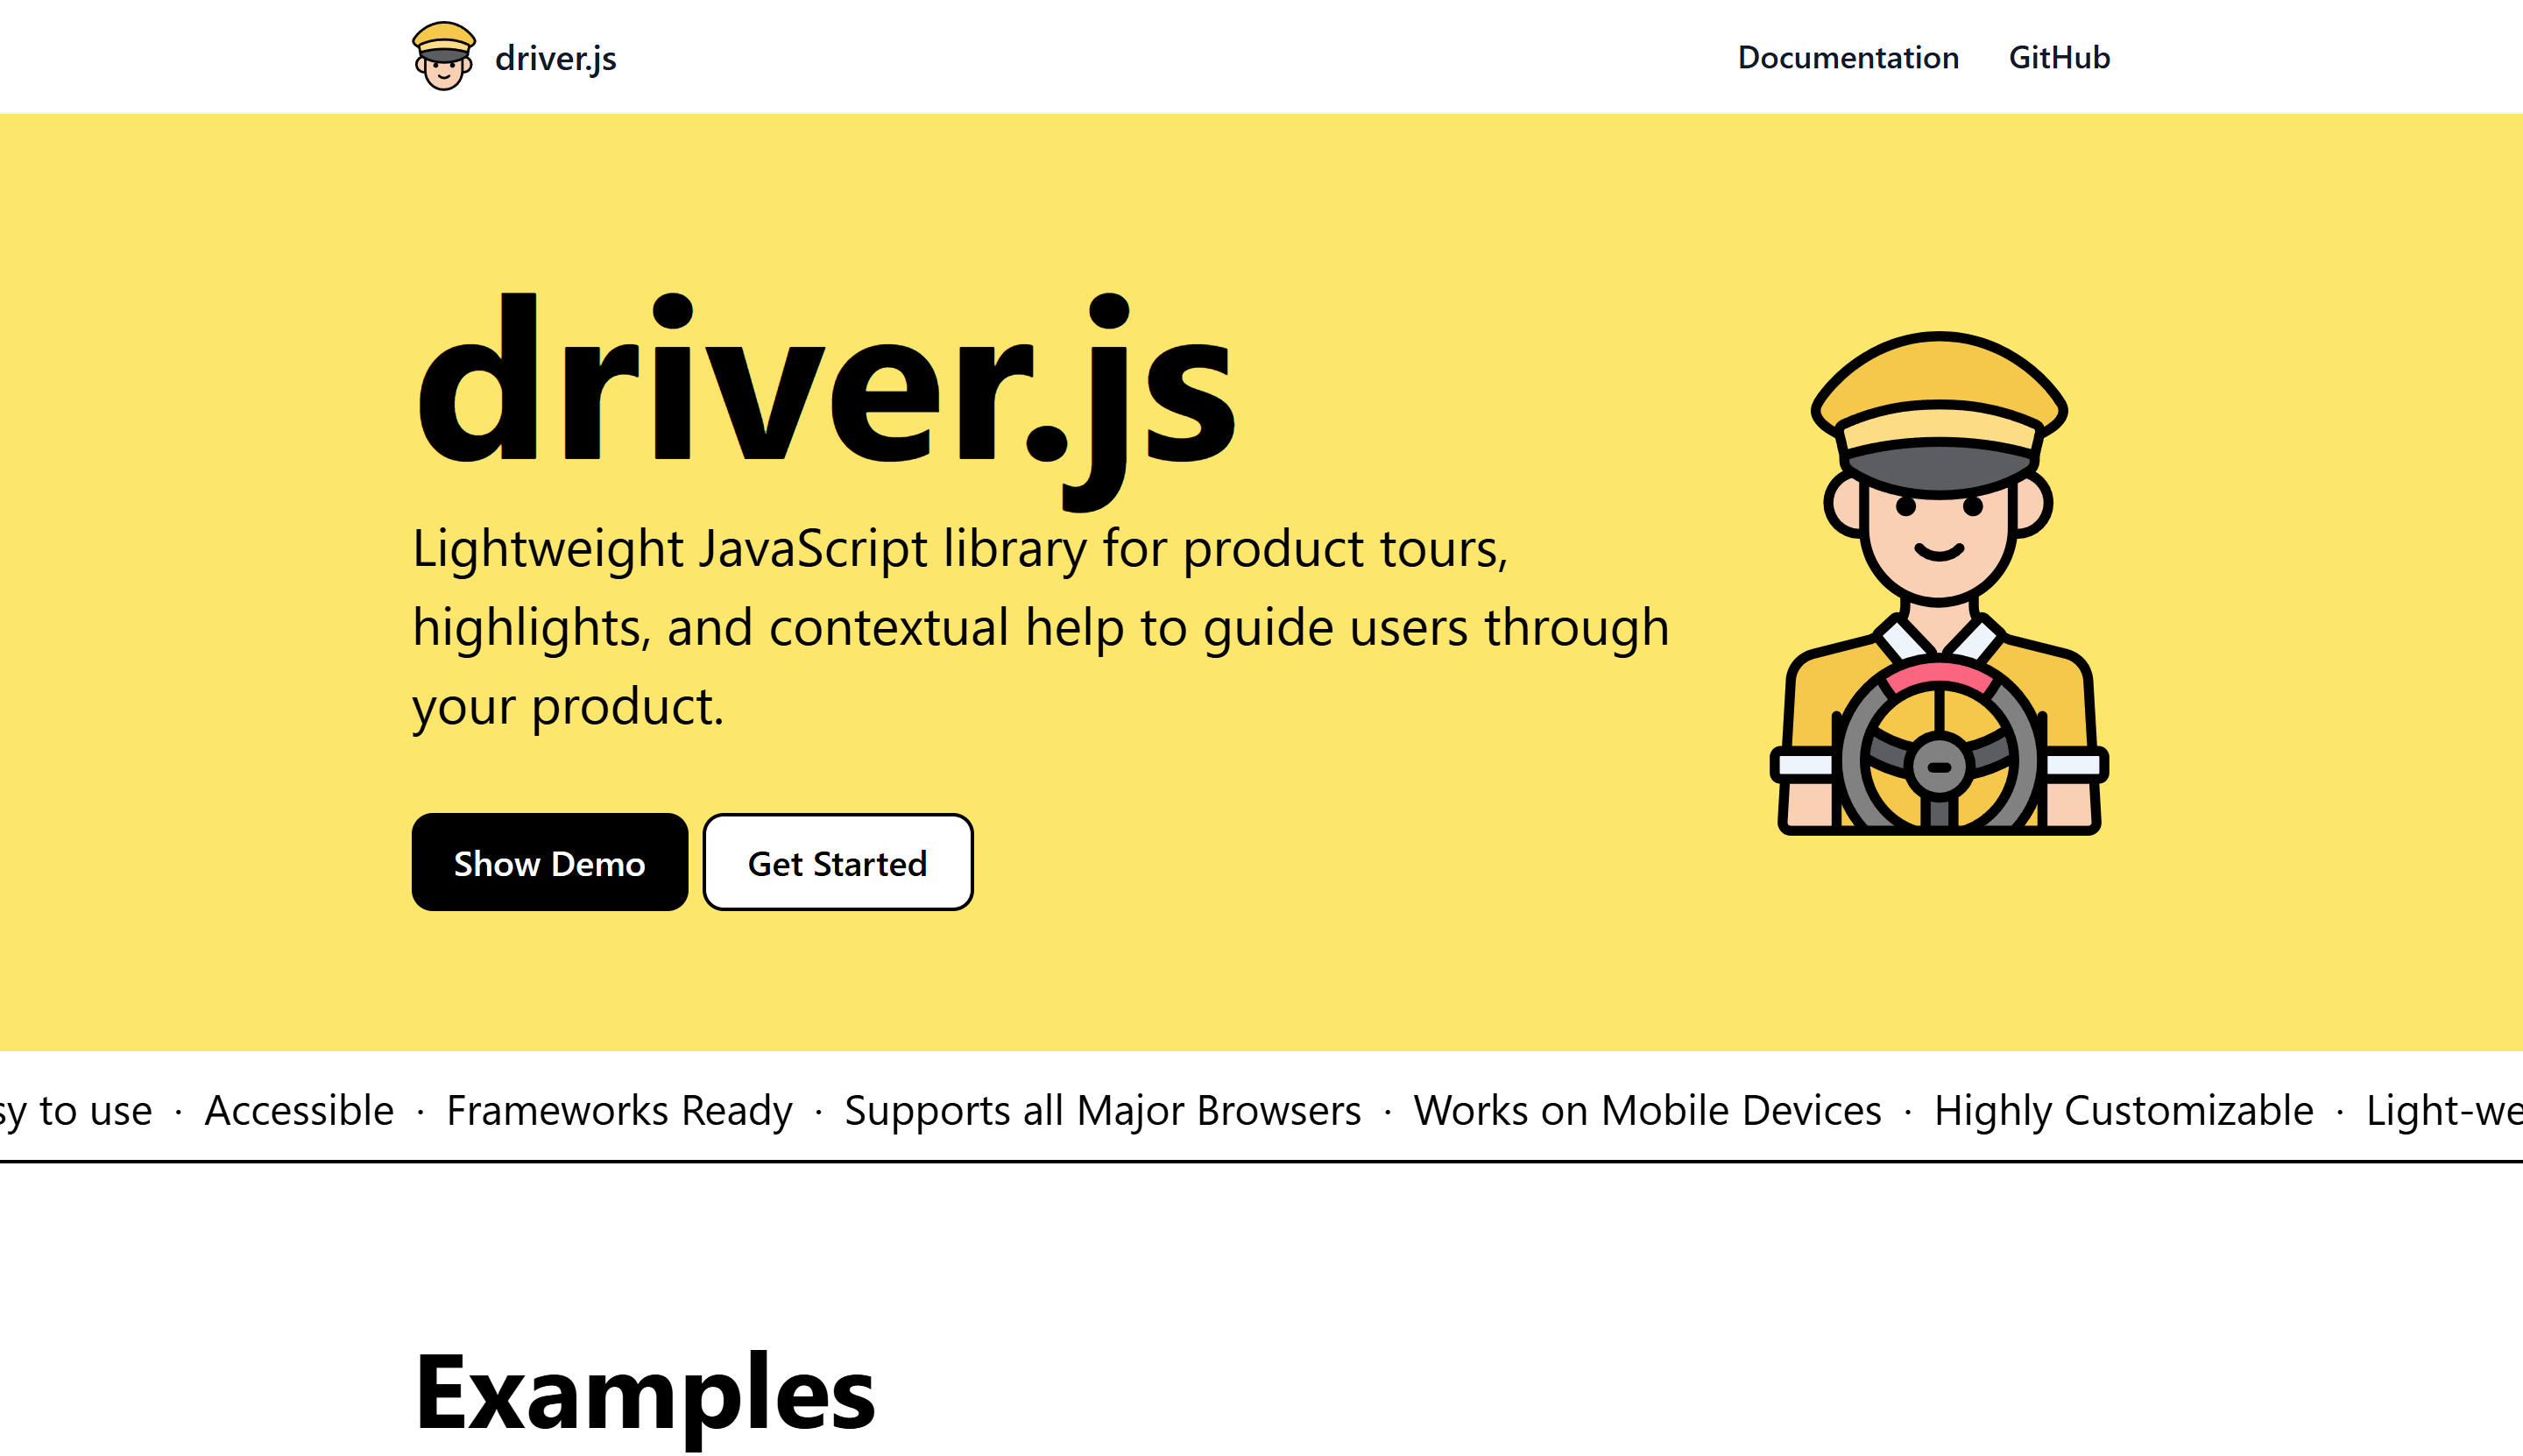 driver.js
Documentation GitHub
driver.js
Lightweight JavaScript library for product tours,
highlights, and contextual help to guide users through
your product.
Show Demo Get Started
sy to use · Accessible · Frameworks Ready · Supports all Major Browsers · Works on Mobile Devices · Highly Customizable · Light-we
Examples